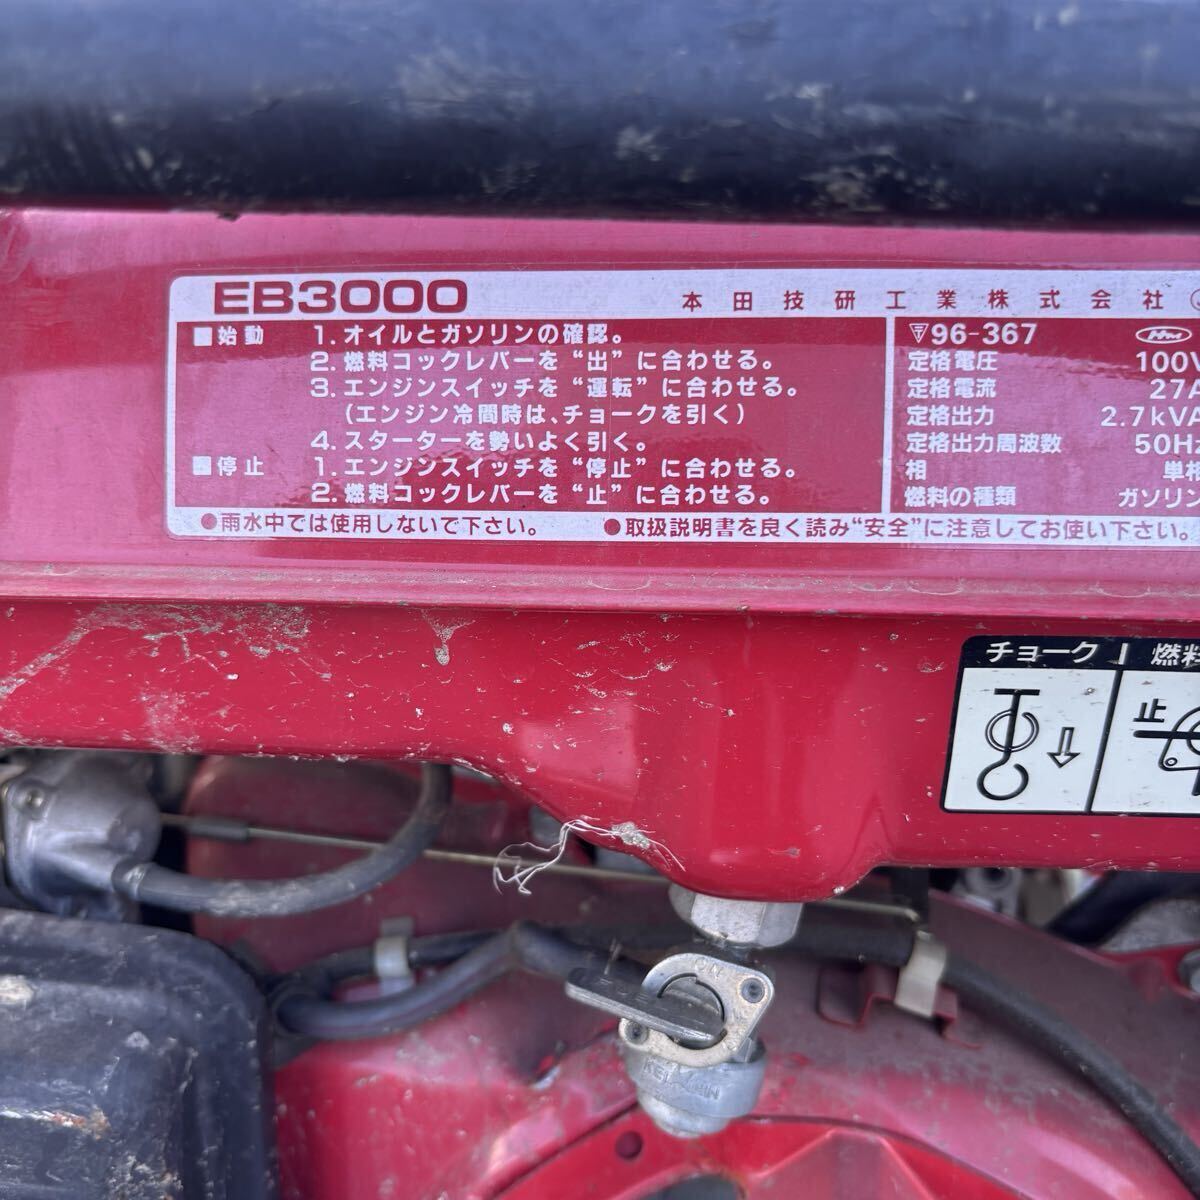 EB3000 本田技研工業株式会社
■始動 1. オイルとガソリンの確認。
2. 燃料コックレバーを“出”に合わせる。
3. エンジンスイッチを“運転”に合わせる。
(エンジン冷間時は、チョークを引く)
4. スターターを勢いよく引く。
■停止 1. エンジンスイッチを“停止”に合わせる。
2. 燃料コックレバーを“止”に合わせる。
96-367
定格電圧 100V
定格電流 27A
定格出力 2.7kVA
定格出力周波数 50Hz
相 単相
燃料の種類 ガソリン
●雨水中では使用しないで下さい。 ●取扱説明書を良く読み“安全”に注意してお使い下さい。
チョーク 燃料
止